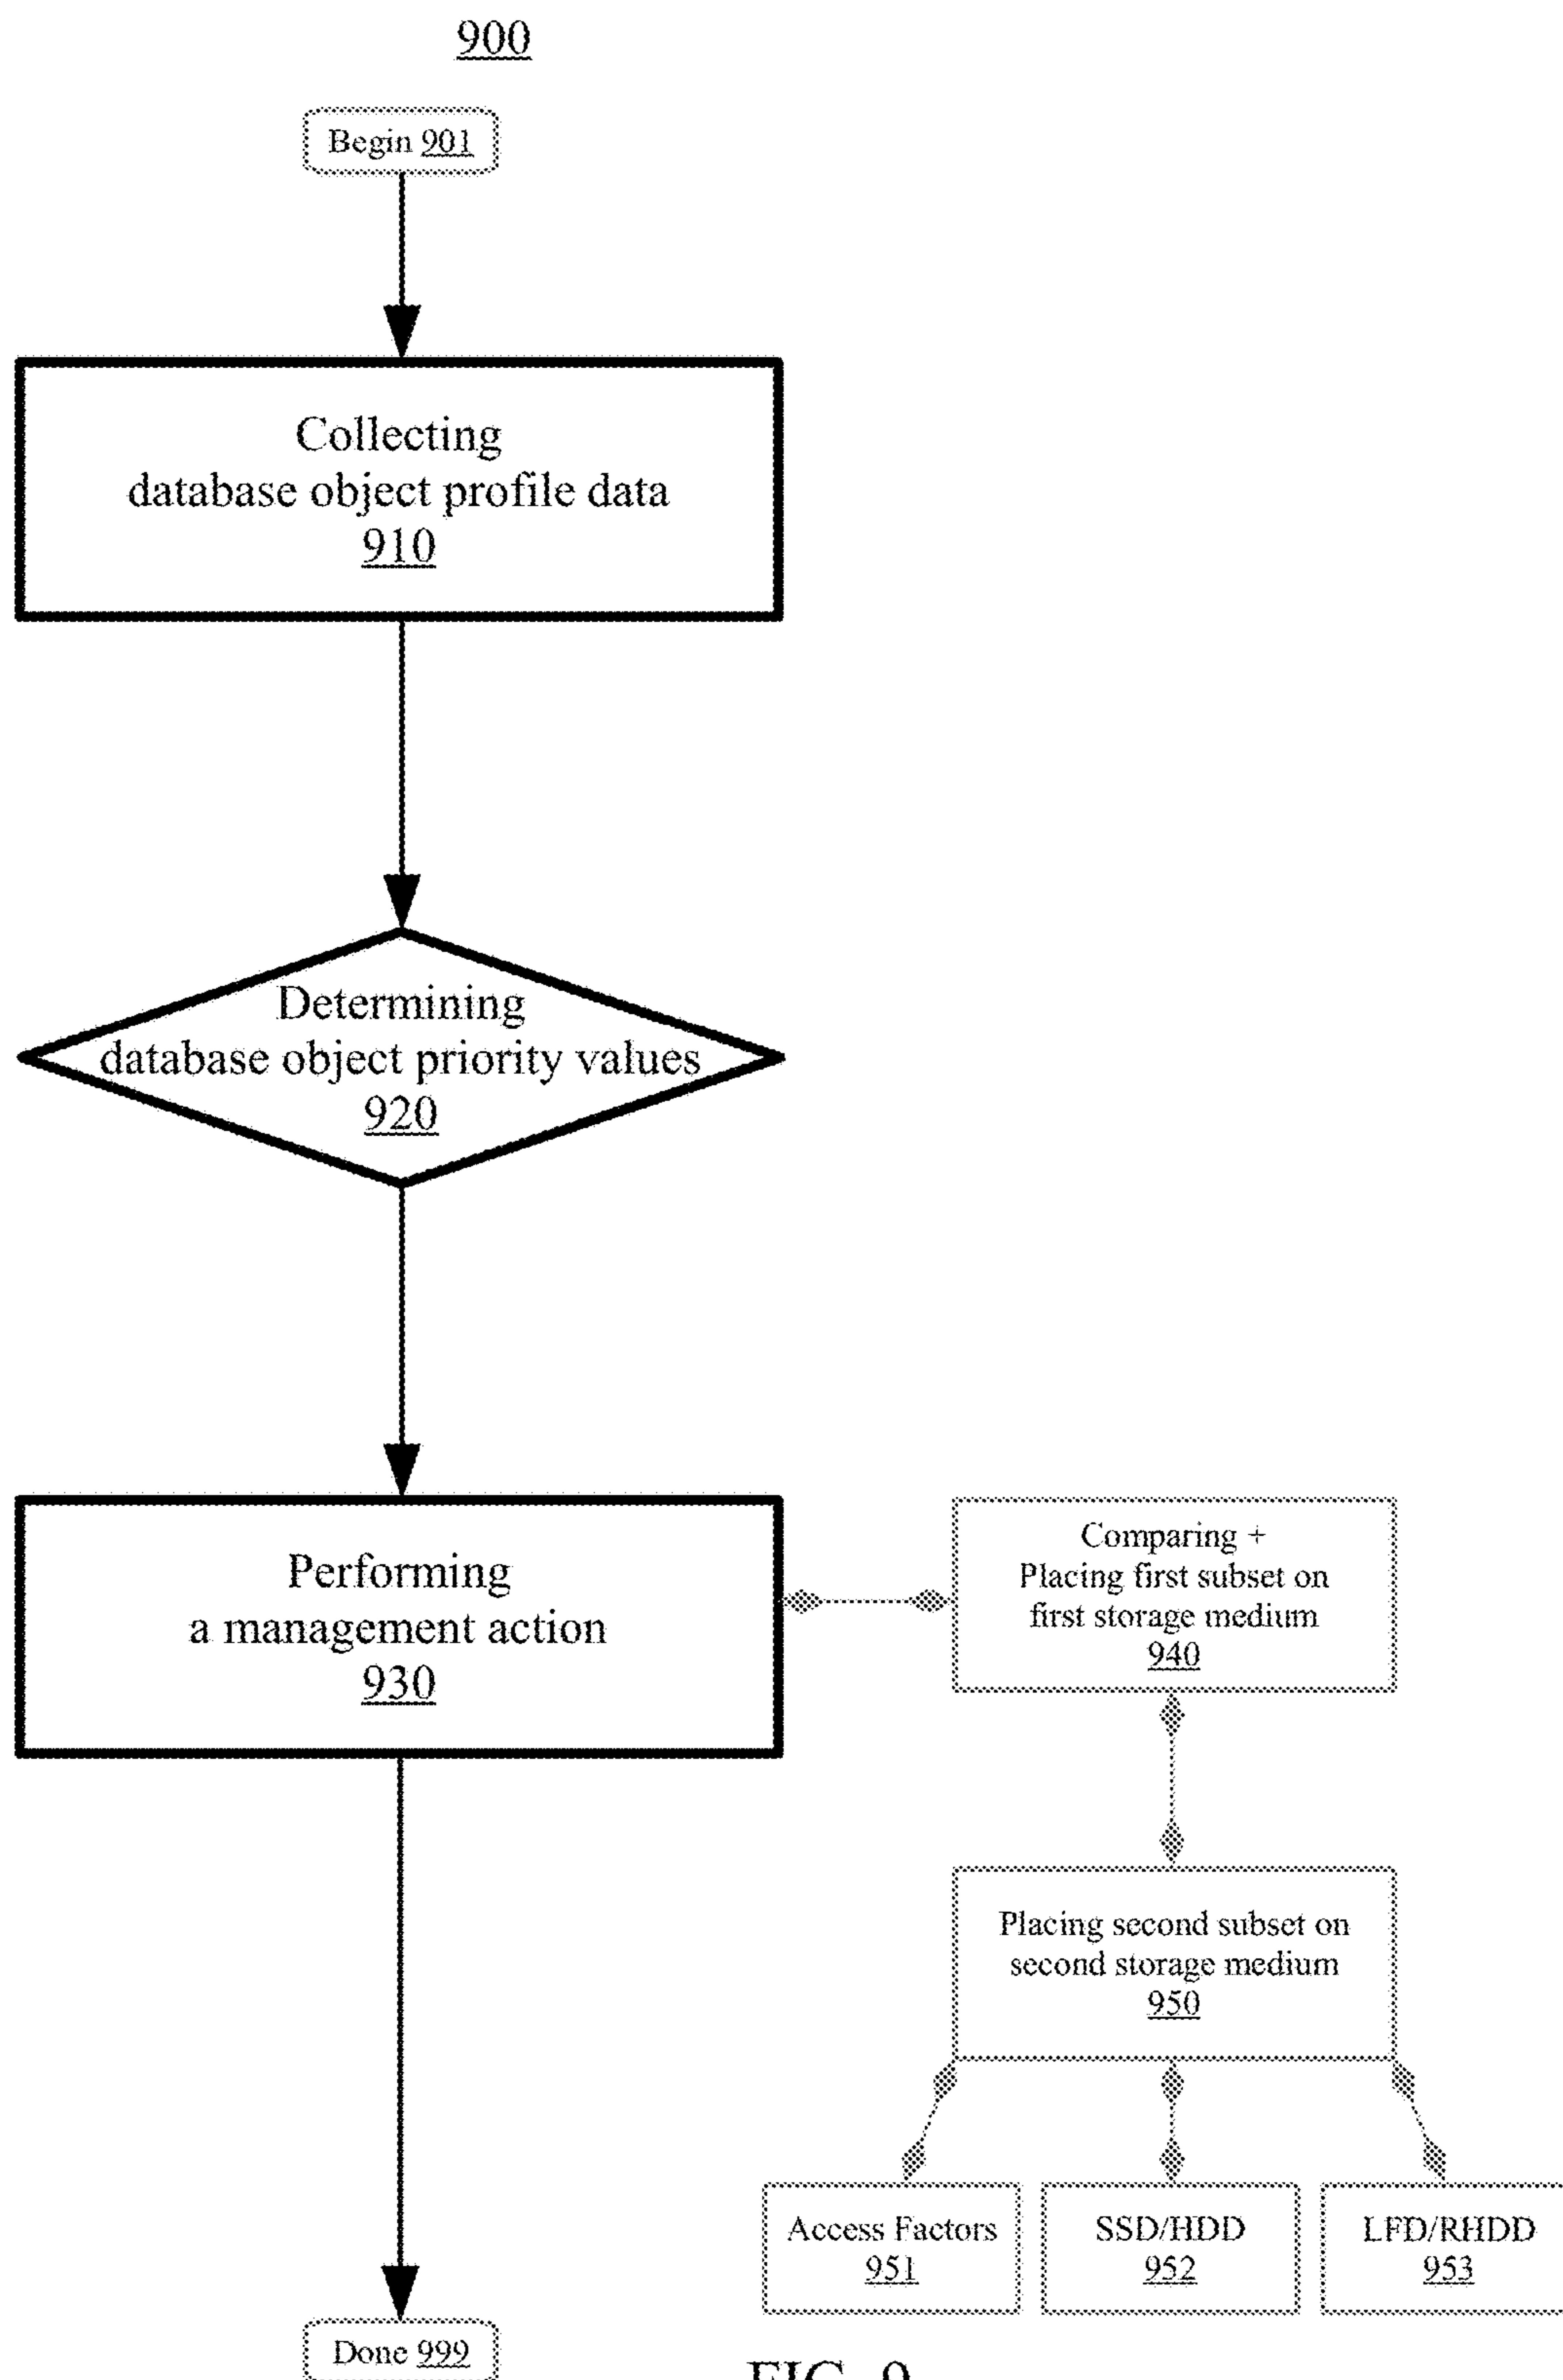 900
Begin 901
Collecting
database object profile data
910
Determining
database object priority values
920
Performing
a management action
930
Comparing +
Placing first subset on
first storage medium
940
Placing second subset on
second storage medium
950
Access Factors
951
SSD/HDD
952
LFD/RHDD
953
Done 999
FIG. 9